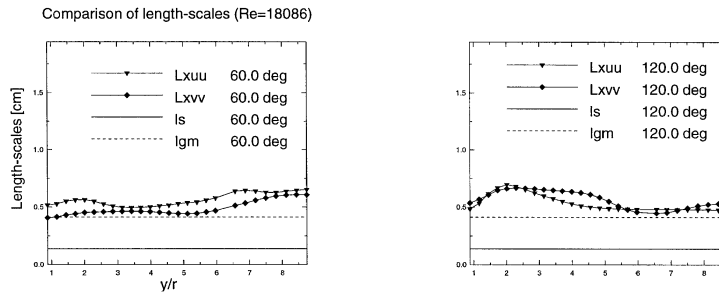 Comparison of length-scales (Re=18086)
Length-scales [cm]
1.5
1.0
0.5
0.0
Lxuu 60.0 deg
Lxvv 60.0 deg
ls 60.0 deg
lgm 60.0 deg
1 2 3 4 5 6 7 8
y/r
1.5
1.0
0.5
0.0
Lxuu 120.0 deg
Lxvv 120.0 deg
ls 120.0 deg
lgm 120.0 deg
1 2 3 4 5 6 7 8